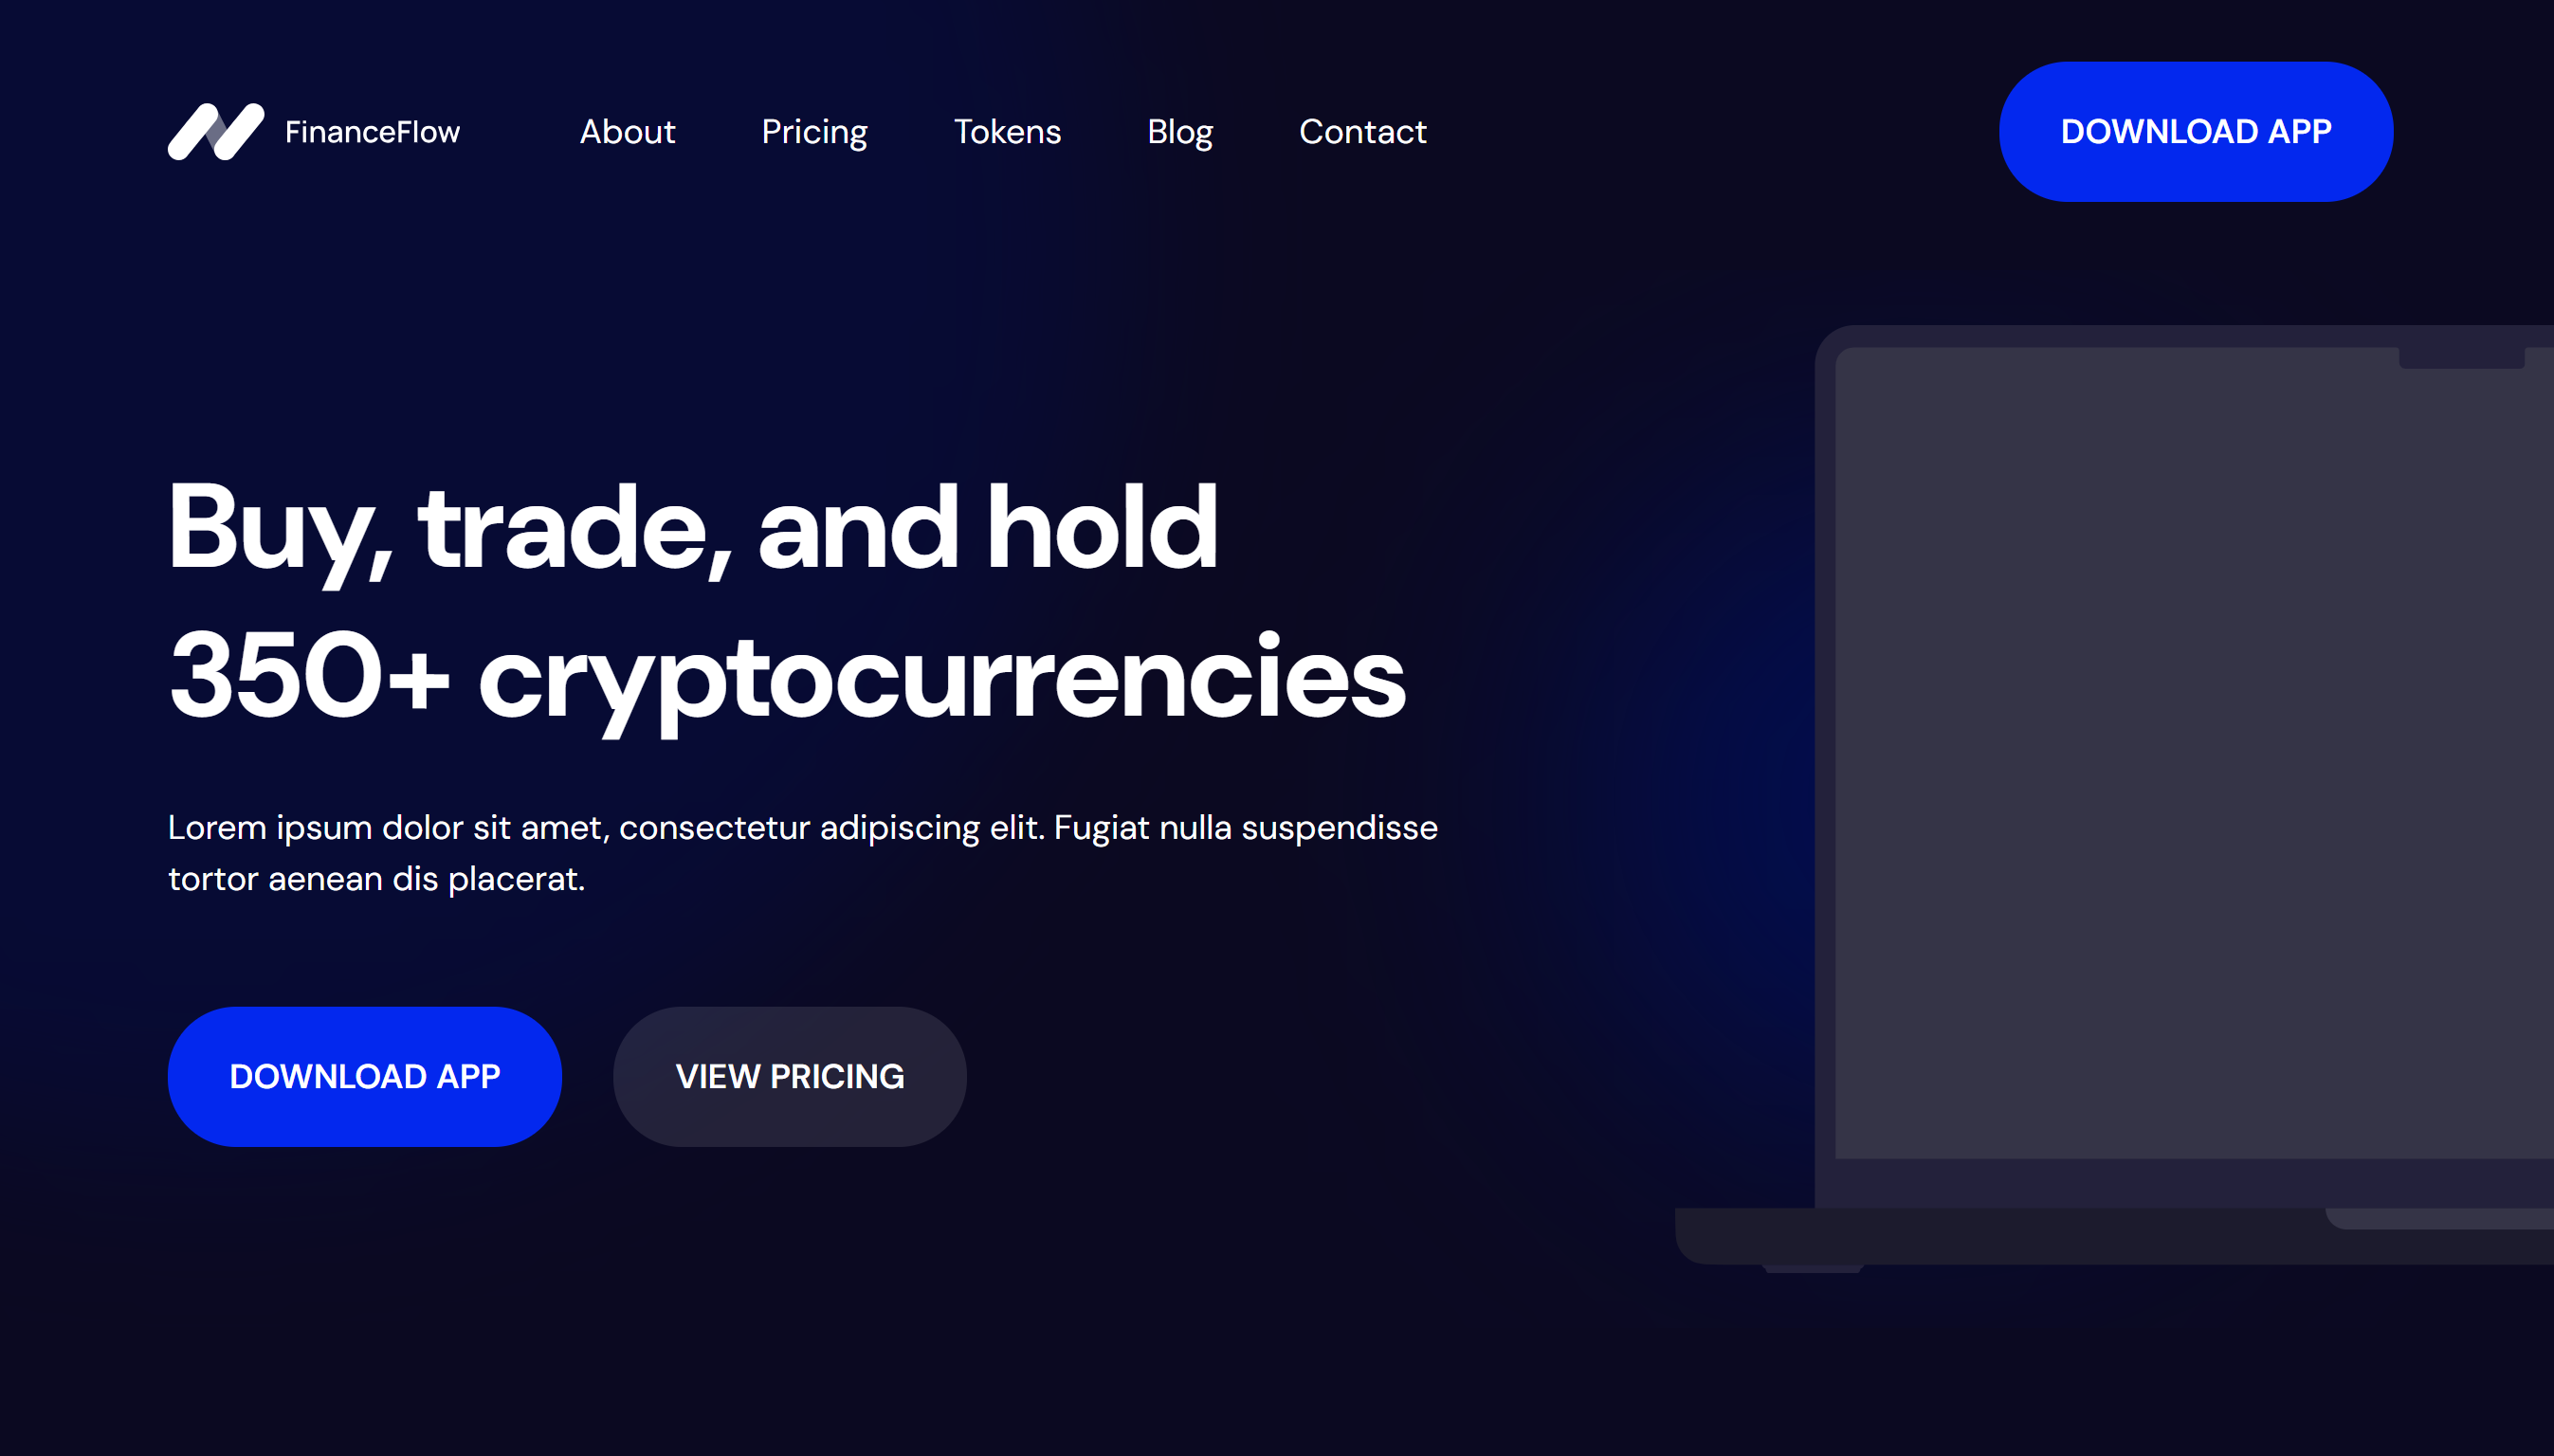 FinanceFlow
About
Pricing
Tokens
Blog
Contact
DOWNLOAD APP
Buy, trade, and hold
350+ cryptocurrencies
Lorem ipsum dolor sit amet, consectetur adipiscing elit. Fugiat nulla suspendisse
tortor aenean dis placerat.
DOWNLOAD APP
VIEW PRICING